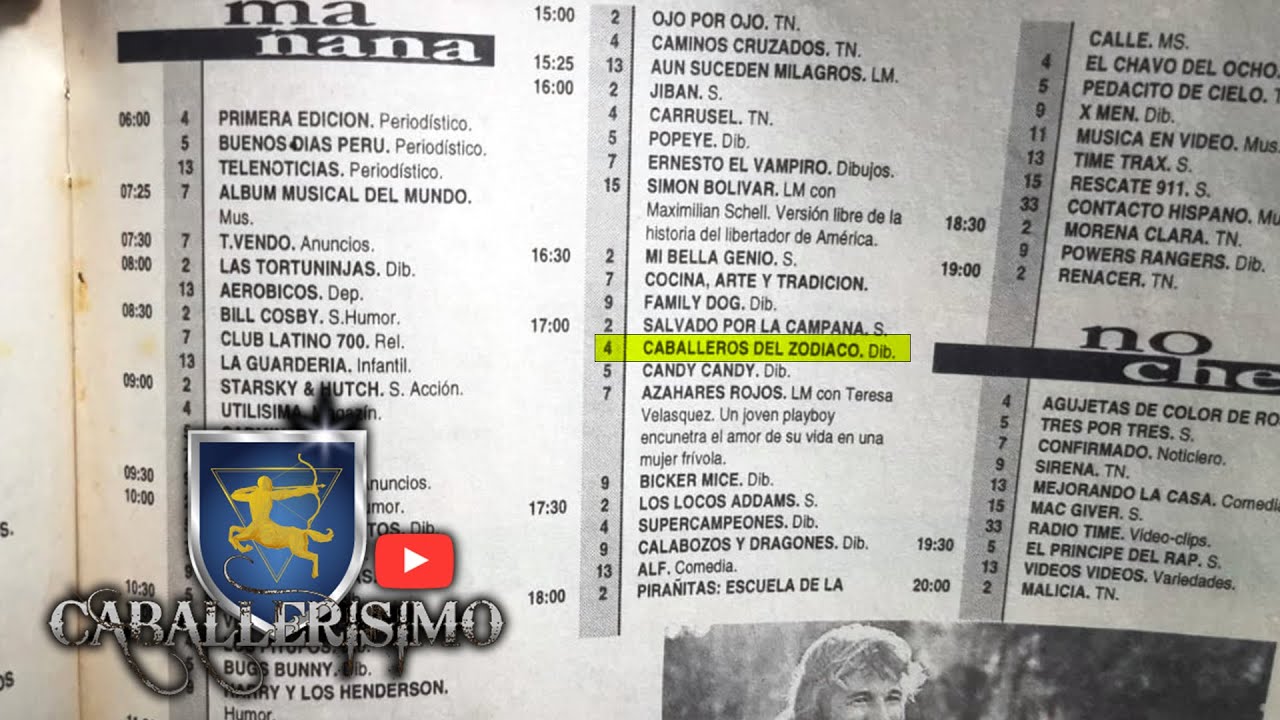 ma
ñana
06:00 4 PRIMERA EDICION. Periodístico.
5 BUENOS DIAS PERU. Periodístico.
13 TELENOTICIAS. Periodístico.
07:25 7 ALBUM MUSICAL DEL MUNDO.
Mus.
07:30 7 T.VENDO. Anuncios.
08:00 2 LAS TORTUNINJAS. Dib.
13 AEROBICOS. Dep.
08:30 2 BILL COSBY. S.Humor.
7 CLUB LATINO 700. Rel.
13 LA GUARDERIA. Infantil.
09:00 2 STARSKY & HUTCH. S. Acción.
4 UTILISIMA.
09:30
10:00
10:30
BUGS BUNNY. Dib.
HARRY Y LOS HENDERSON.
Humor.
15:00 2 OJO POR OJO. TN.
4 CAMINOS CRUZADOS. TN.
15:25 13 AUN SUCEDEN MILAGROS. LM.
16:00 2 JIBAN. S.
4 CARRUSEL. TN.
5 POPEYE. Dib.
7 ERNESTO EL VAMPIRO. Dibujos.
15 SIMON BOLIVAR. LM con
Maximilian Schell. Versión libre de la
historia del libertador de América.
16:30 2 MI BELLA GENIO. S.
7 COCINA, ARTE Y TRADICION.
9 FAMILY DOG. Dib.
17:00 2 SALVADO POR LA CAMPANA. S.
4 CABALLEROS DEL ZODIACO. Dib.
5 CANDY CANDY. Dib.
7 AZAHARES ROJOS. LM con Teresa
Velasquez. Un joven playboy
encunetra el amor de su vida en una
mujer frívola.
9 BICKER MICE. Dib.
17:30 2 LOS LOCOS ADDAMS. S.
4 SUPERCAMPEONES. Dib.
9 CALABOZOS Y DRAGONES. Dib.
13 ALF. Comedia.
18:00 2 PIRAÑITAS: ESCUELA DE LA
CALLE. MS.
4 EL CHAVO DEL OCHO.
5 PEDACITO DE CIELO.
9 X MEN. Dib.
11 MUSICA EN VIDEO. Mus.
13 TIME TRAX. S.
15 RESCATE 911. S.
33 CONTACTO HISPANO.
18:30 2 MORENA CLARA. TN.
9 POWERS RANGERS. Dib.
19:00 2 RENACER. TN.
no
che
4 AGUJETAS DE COLOR DE
5 TRES POR TRES. S.
7 CONFIRMADO. Noticiero.
9 SIRENA. TN.
13 MEJORANDO LA CASA.
15 MAC GIVER. S.
33 RADIO TIME. Video-clips.
19:30 5 EL PRINCIPE DEL RAP. S.
13 VIDEOS VIDEOS. Variedades.
20:00 2 MALICIA. TN.
CABALLERISIMO